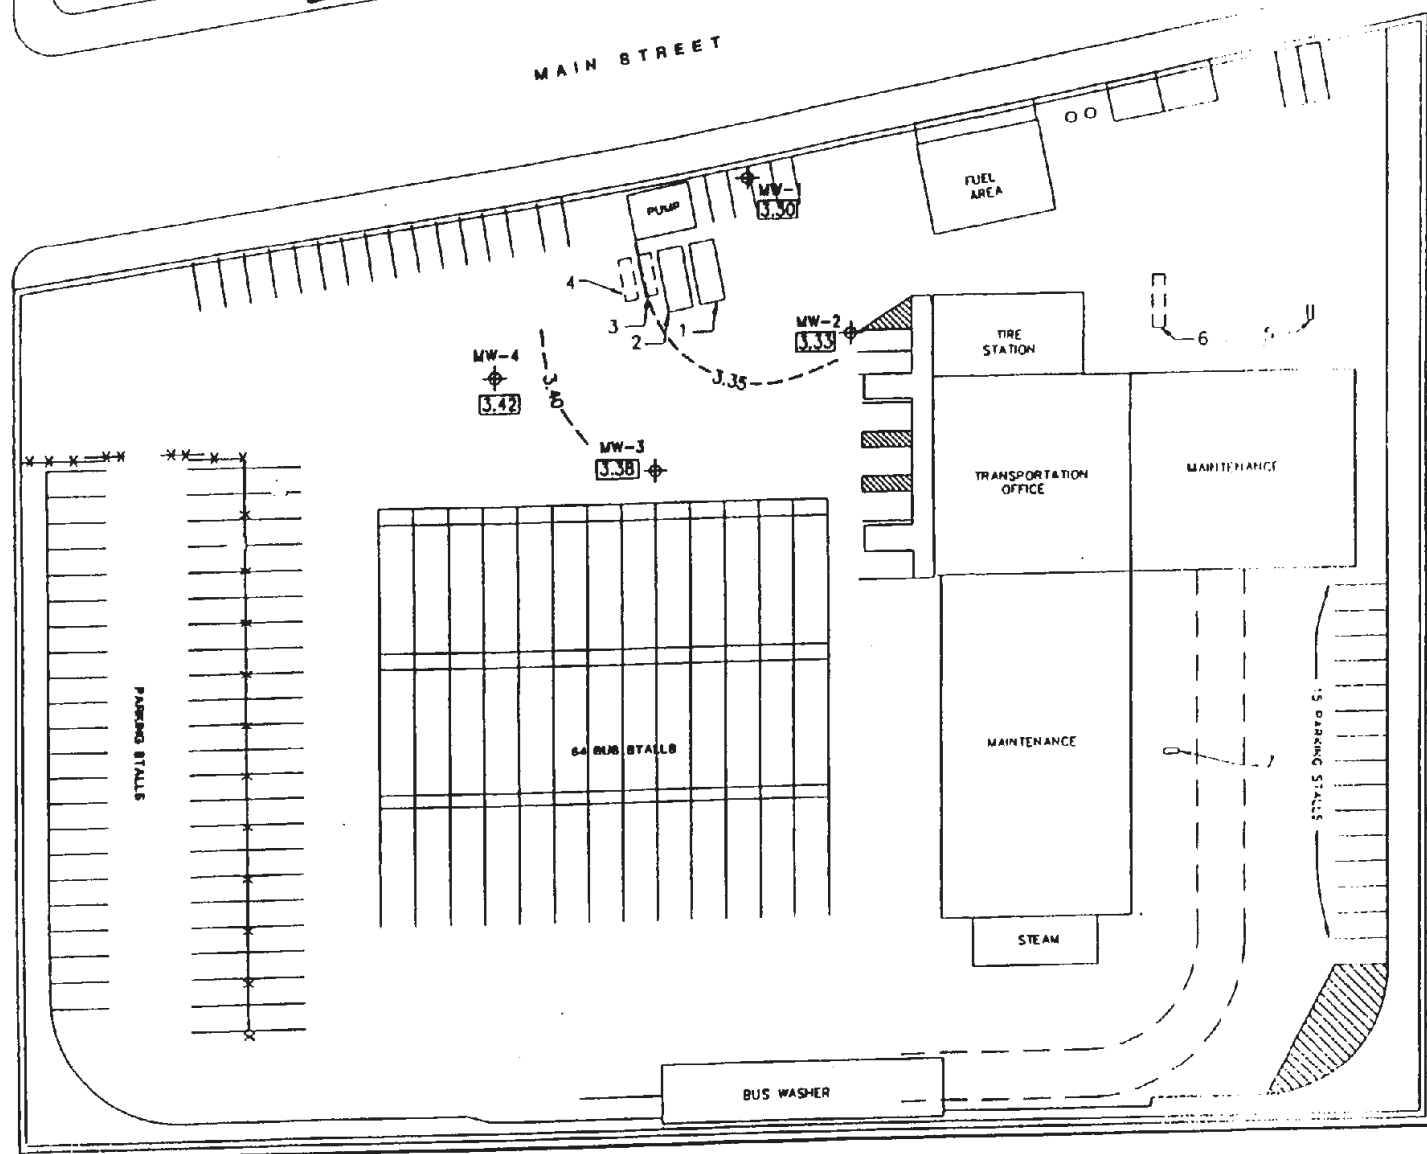 MAIN STREET
MW-1
3.30
PUMP
FUEL
AREA
4
3
2
1
MW-2
3.33
TIRE
STATION
6
MW-4
3.42
3.40
3.35
MW-3
3.38
TRANSPORTATION
OFFICE
MAINTENANCE
PARKING STALLS
64 BUS STALLS
MAINTENANCE
15 PARKING STALLS
STEAM
BUS WASHER